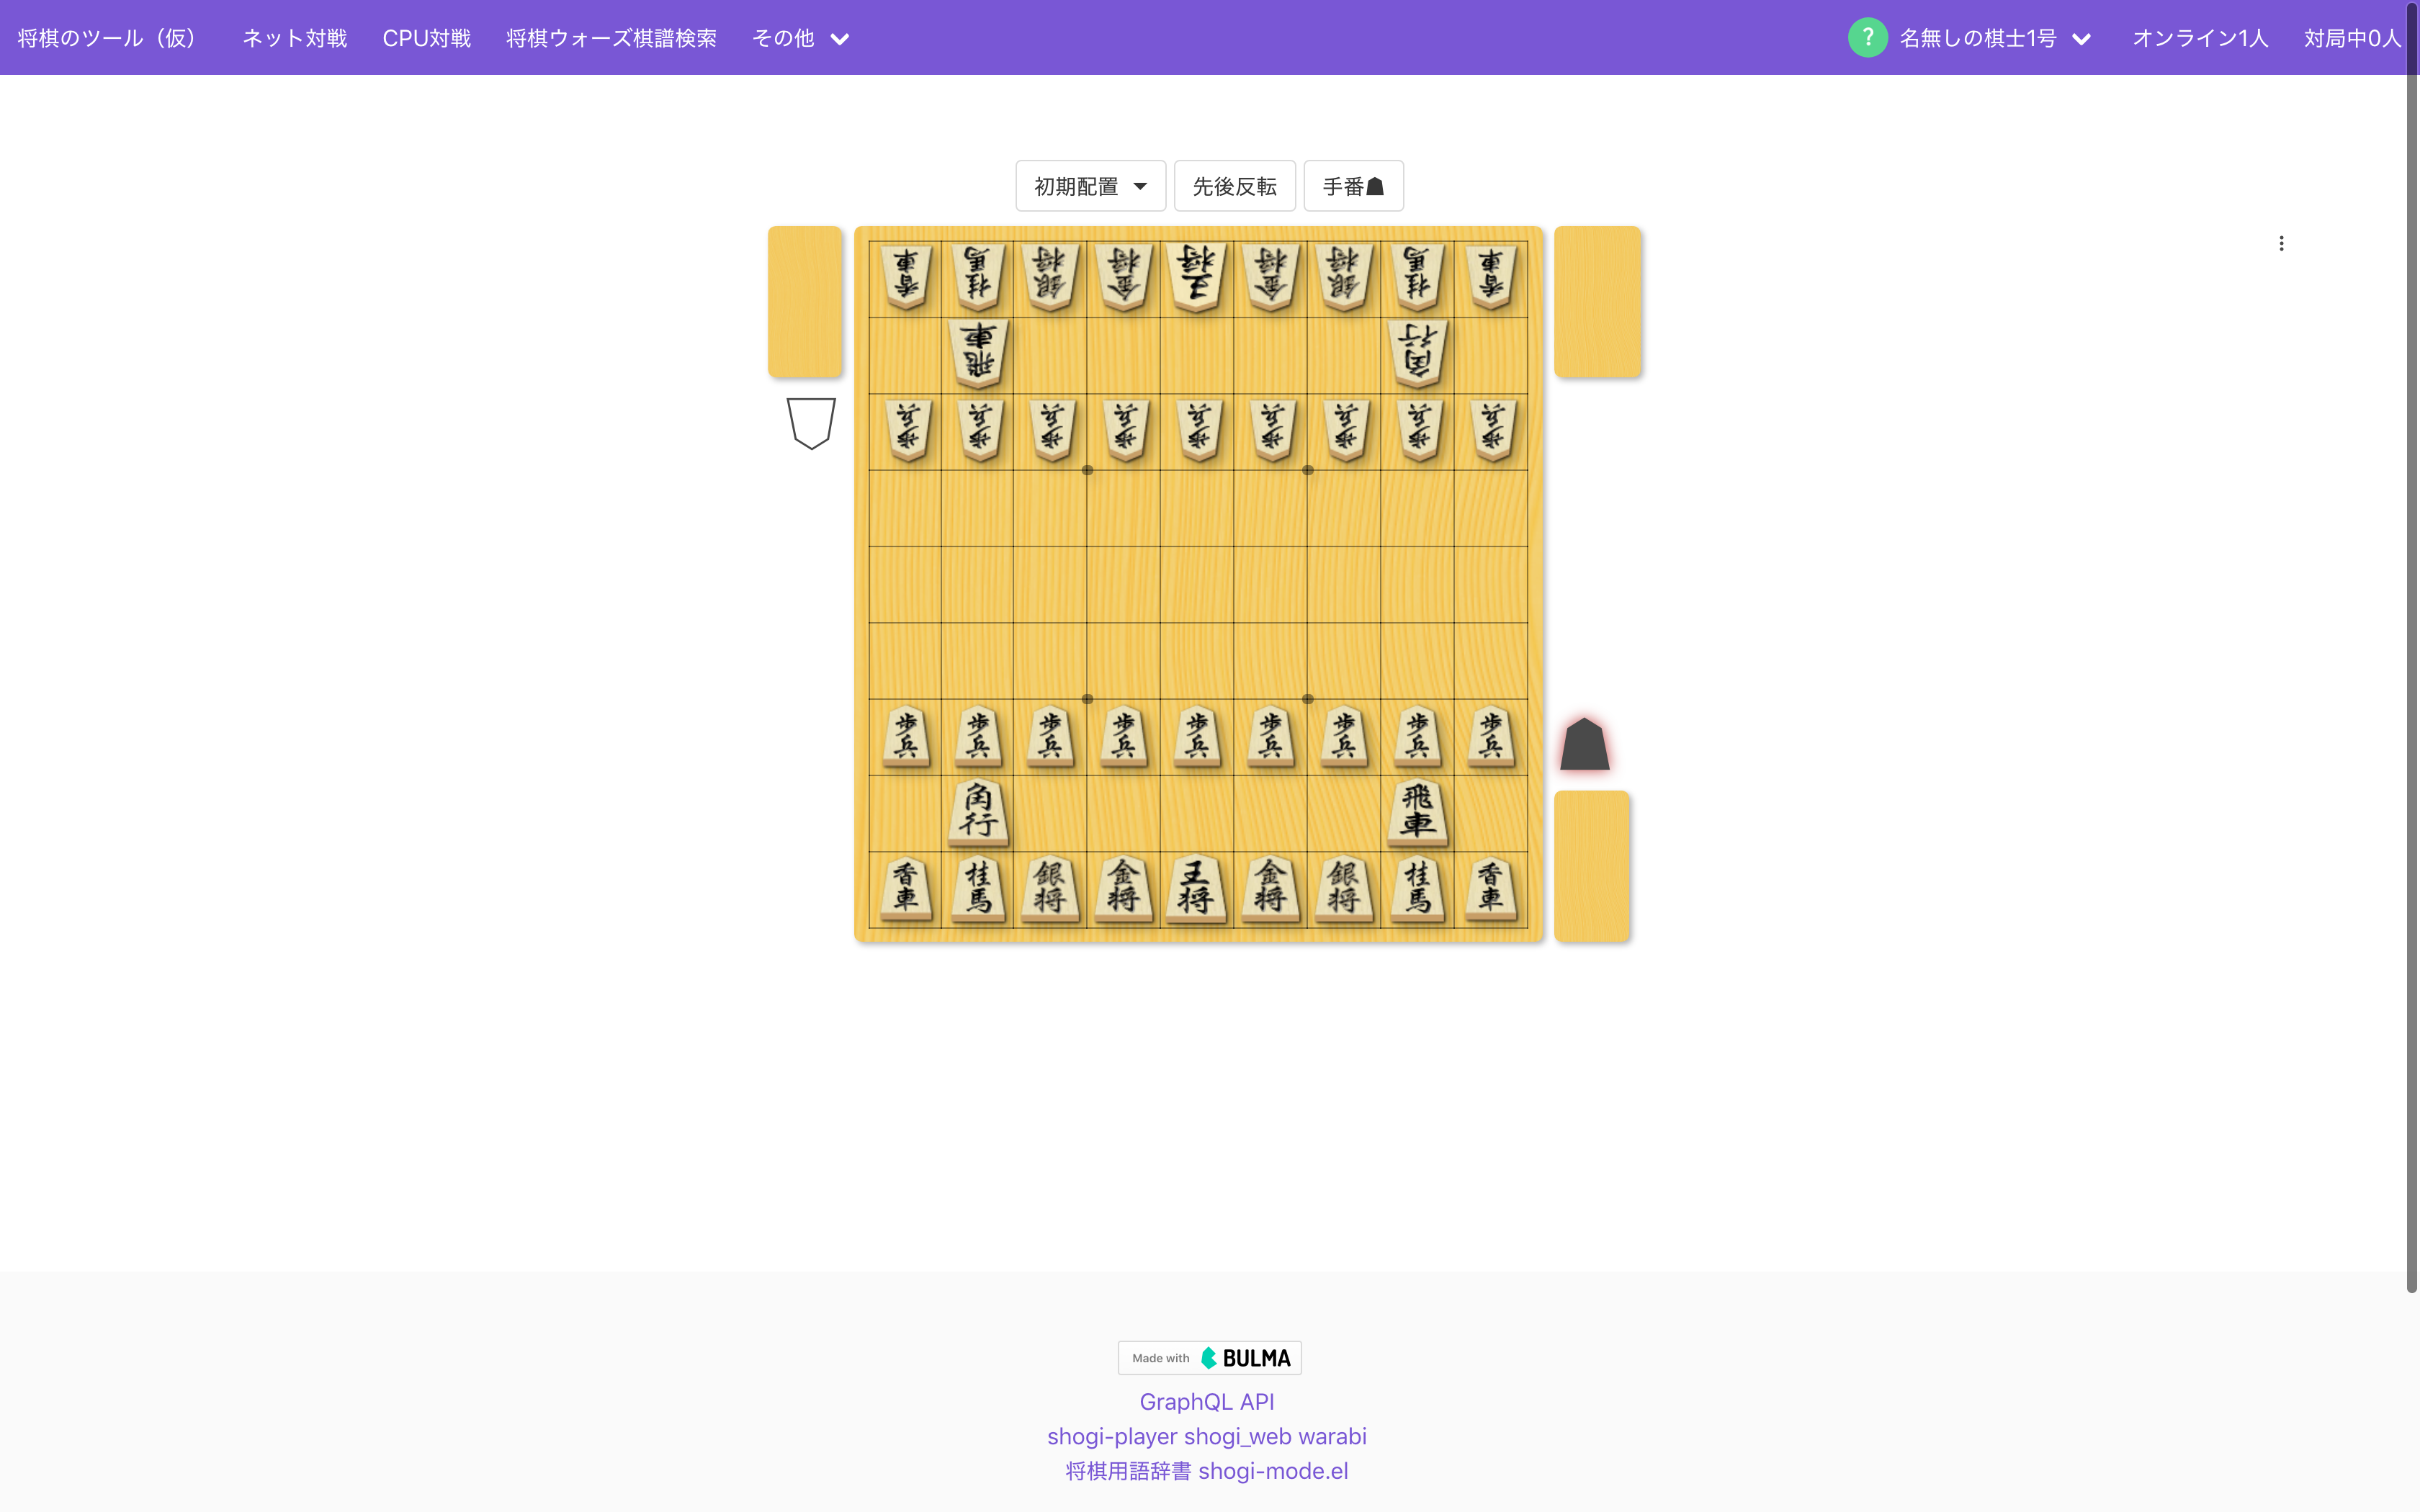 将棋のツール（仮） ネット対戦 CPU対戦 将棋ウォーズ棋譜検索 その他 ? 名無しの棋士1号 オンライン1人 対局中0人
初期配置 先後反転 手番
香車 桂馬 銀将 金将 王将 金将 銀将 桂馬 香車
飛車 角行
歩兵 歩兵 歩兵 歩兵 歩兵 歩兵 歩兵 歩兵 歩兵
歩兵 歩兵 歩兵 歩兵 歩兵 歩兵 歩兵 歩兵 歩兵
角行 飛車
香車 桂馬 銀将 金将 王将 金将 銀将 桂馬 香車
Made with BULMA
GraphQL API
shogi-player shogi_web warabi
将棋用語辞書 shogi-mode.el